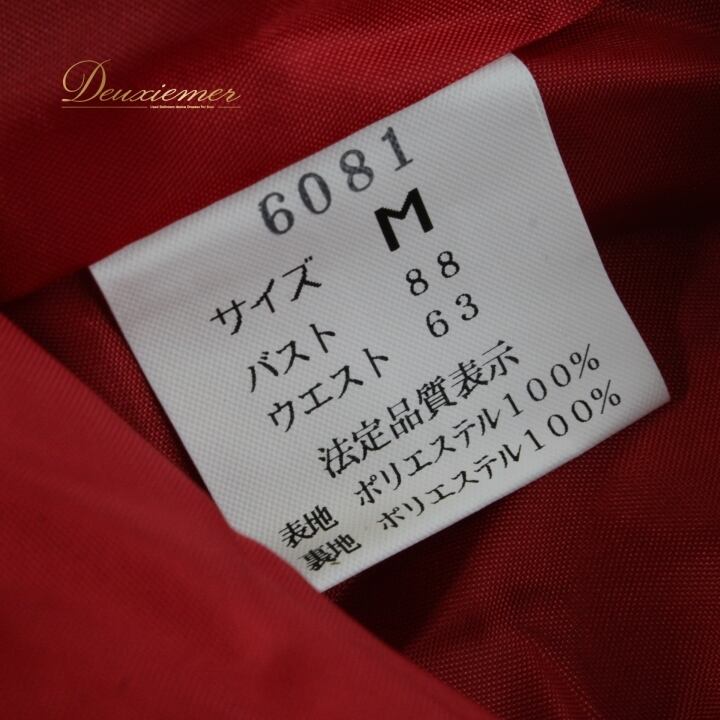 Deuxiemer
6081
サイズ M
バスト 88
ウエスト 63
法定品質表示
表地 ポリエステル100%
裏地 ポリエステル100%